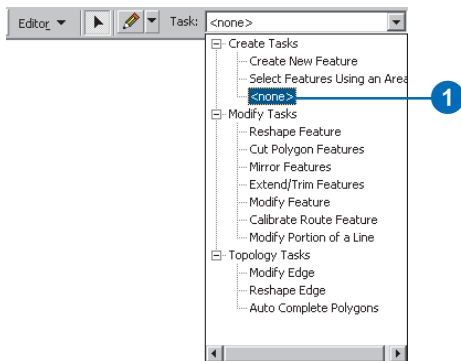 Editor Task: <none>
Create Tasks
Create New Feature
Select Features Using an Area
<none>
1
Modify Tasks
Reshape Feature
Cut Polygon Features
Mirror Features
Extend/Trim Features
Modify Feature
Calibrate Route Feature
Modify Portion of a Line
Topology Tasks
Modify Edge
Reshape Edge
Auto Complete Polygons